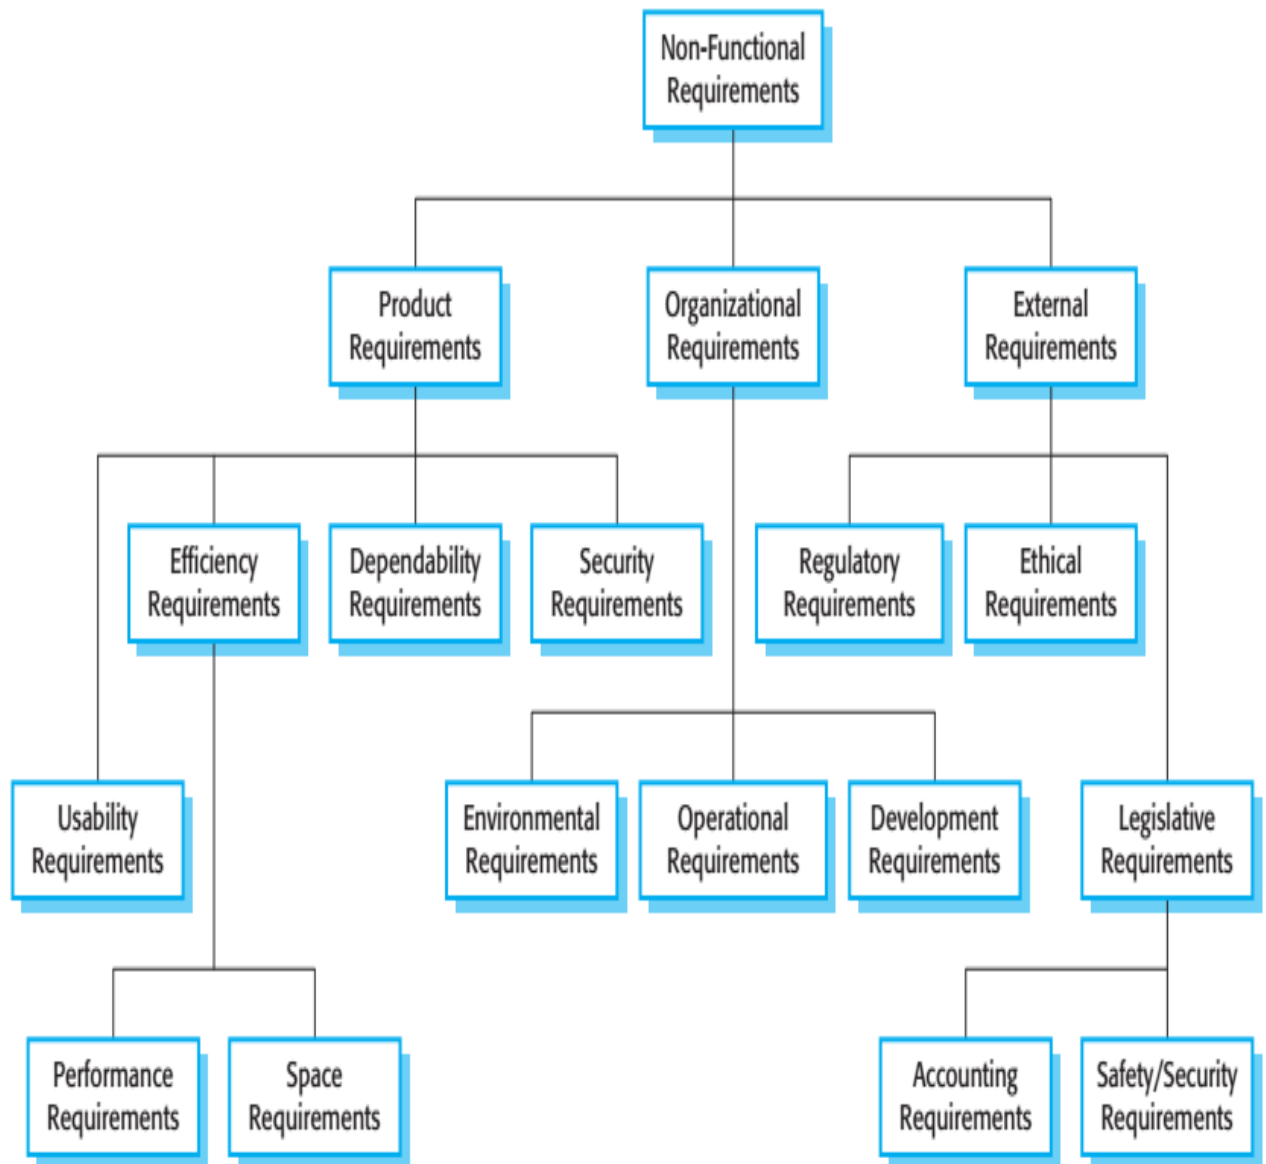 Non-Functional
Requirements
Product
Requirements
Organizational
Requirements
External
Requirements
Efficiency
Requirements
Dependability
Requirements
Security
Requirements
Regulatory
Requirements
Ethical
Requirements
Usability
Requirements
Environmental
Requirements
Operational
Requirements
Development
Requirements
Legislative
Requirements
Performance
Requirements
Space
Requirements
Accounting
Requirements
Safety/Security
Requirements